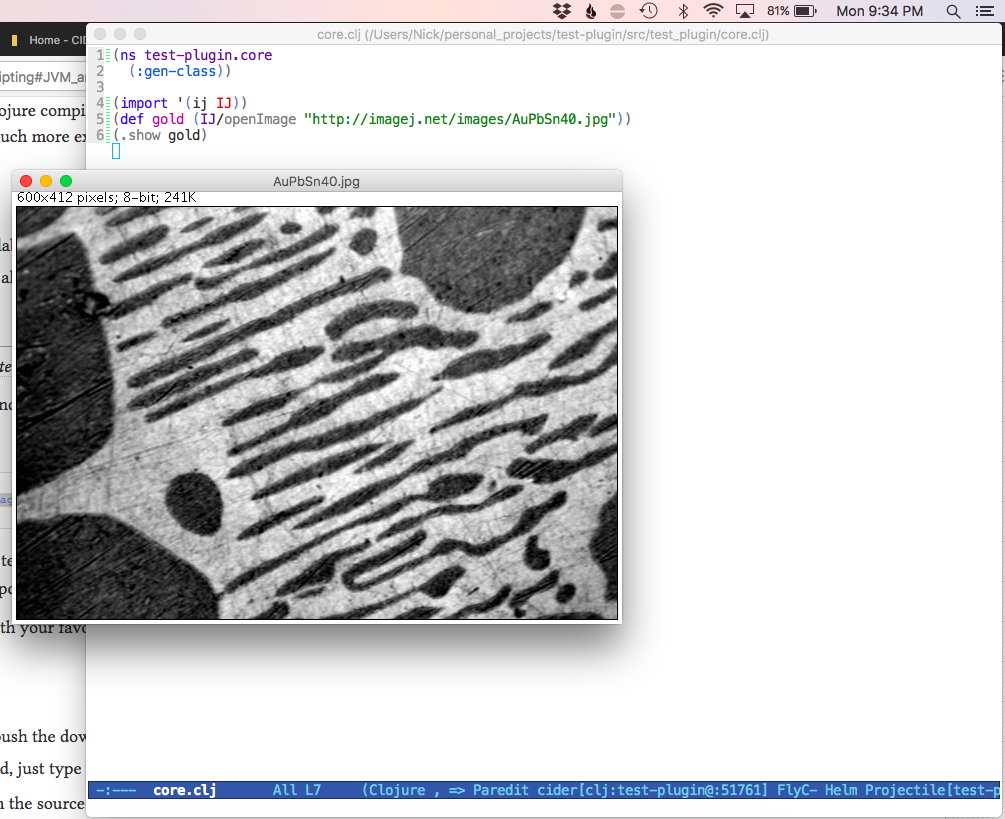 81% Mon 9:34 PM
Home - CID
core.clj (/Users/Nick/personal_projects/test-plugin/src/test_plugin/core.clj)
ipting#JVM_a
1 (ns test-plugin.core
2 (:gen-class))
3
4 (import '(ij IJ))
5 (def gold (IJ/openImage "http://imagej.net/images/AuPbSn40.jpg"))
6 (.show gold)
ojure compi
uch more ex
AuPbSn40.jpg
600x412 pixels; 8-bit; 241K
th your favo
ush the dow
d, just type
n the source
-:--- core.clj All L7 (Clojure , => Paredit cider[clj:test-plugin@:51761] FlyC- Helm Projectile[test-p